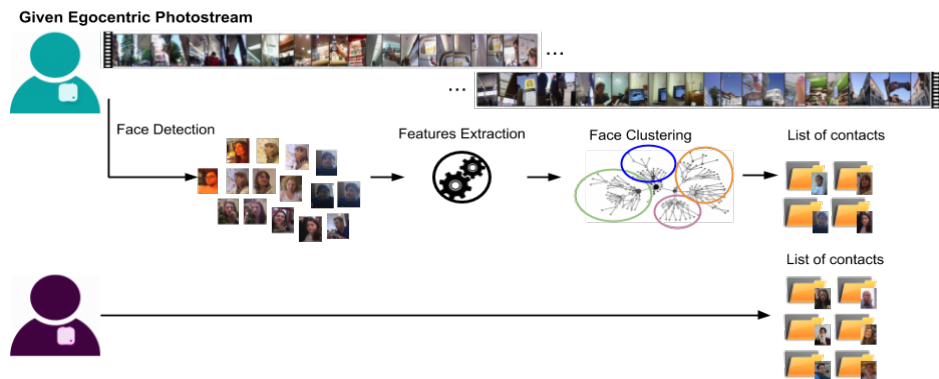 Given Egocentric Photostream
...
...
Face Detection
Features Extraction
Face Clustering
List of contacts
List of contacts